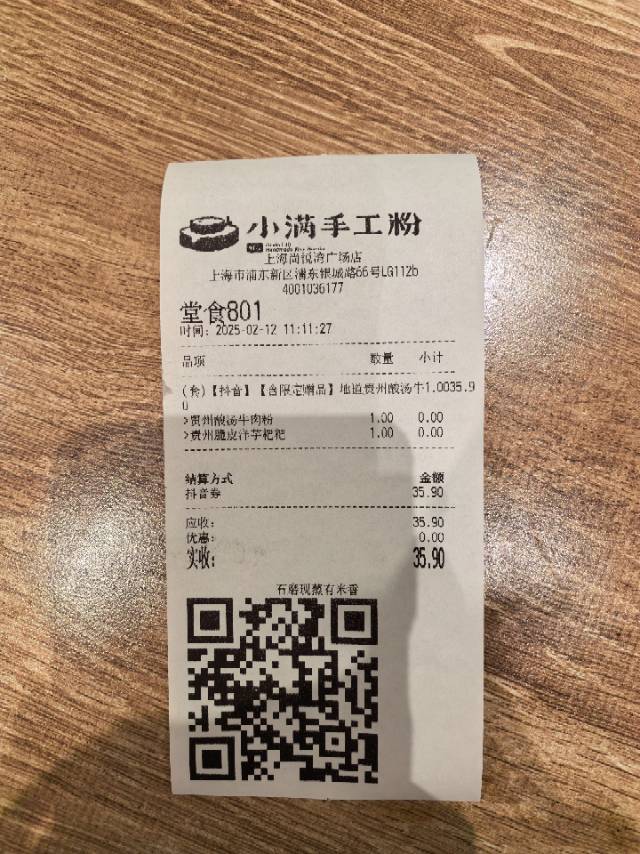 小满手工粉
Handmade Rice Noodle
上海尚悦湾广场店
上海市浦东新区浦东银城路66号LG112b
4001036177
堂食801
时间: 2025-02-12 11:11:27
品项 数量 小计
(套)【抖音】【含限定赠品】地道贵州酸汤牛1.0035.9
0
>贵州酸汤牛肉粉 1.00 0.00
>贵州脆皮洋芋粑粑 1.00 0.00
结算方式 金额
抖音券 35.90
应收: 35.90
优惠: 0.00
实收: 35.90
石磨现蒸有米香